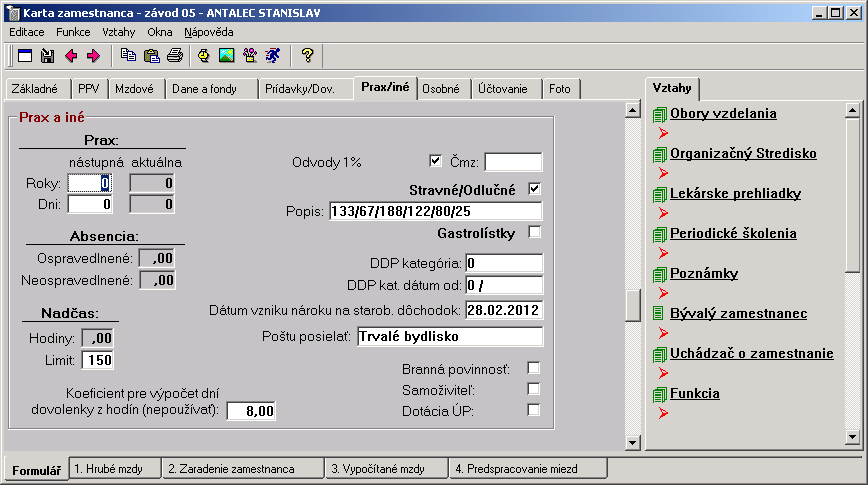 Karta zamestnanca - závod 05 - ANTALEC STANISLAV
Editace Funkce Vztahy Okna Nápověda
Základné PPV Mzdové Dane a fondy Prídavky/Dov. Prax/iné Osobné Účtovanie Foto
Prax a iné
Prax:
nástupná aktuálna
Roky: 0 0
Dni: 0 0
Absencia:
Ospravedlnené: ,00
Neospravedlnené: ,00
Nadčas:
Hodiny: ,00
Limit: 150
Koeficient pre výpočet dní
dovolenky z hodín (nepoužívať): 8,00
Odvody 1% Čmz:
Stravné/Odlučné
Popis: 133/67/188/122/80/25
Gastrolístky
DDP kategória: 0
DDP kat. dátum od: 0 /
Dátum vzniku nároku na starob. dôchodok: 28.02.2012
Poštu posielať: Trvalé bydlisko
Branná povinnosť:
Samoživiteľ:
Dotácia ÚP:
Vztahy
Obory vzdelania
Organizačný Stredisko
Lekárske prehliadky
Periodické školenia
Poznámky
Bývalý zamestnanec
Uchádzač o zamestnanie
Funkcia
Formulář 1. Hrubé mzdy 2. Zaradenie zamestnanca 3. Vypočítané mzdy 4. Predspracovanie miezd